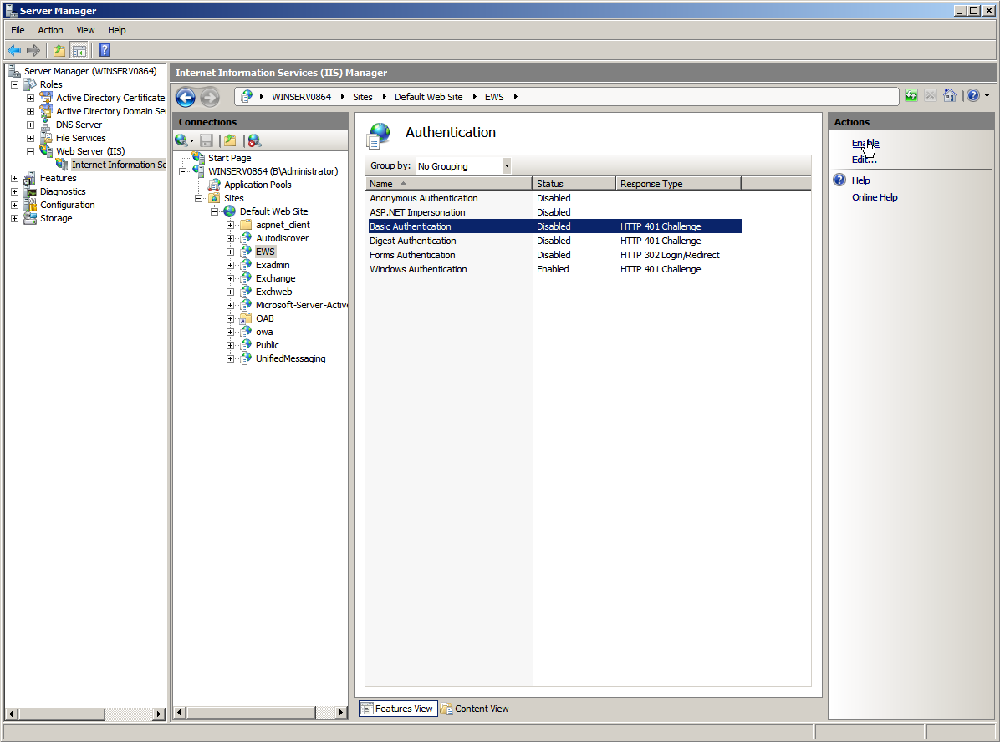 Server Manager
File Action View Help
Server Manager (WINSERV0864)
Roles
Active Directory Certificate
Active Directory Domain Se
DNS Server
File Services
Web Server (IIS)
Internet Information Se
Features
Diagnostics
Configuration
Storage
Internet Information Services (IIS) Manager
WINSERV0864 Sites Default Web Site EWS
Connections
Start Page
WINSERV0864 (B\Administrator)
Application Pools
Sites
Default Web Site
aspnet_client
Autodiscover
EWS
Exadmin
Exchange
Exchweb
Microsoft-Server-Active
OAB
owa
Public
UnifiedMessaging
Authentication
Group by: No Grouping
Name Status Response Type
Anonymous Authentication Disabled
ASP.NET Impersonation Disabled
Basic Authentication Disabled HTTP 401 Challenge
Digest Authentication Disabled HTTP 401 Challenge
Forms Authentication Disabled HTTP 302 Login/Redirect
Windows Authentication Enabled HTTP 401 Challenge
Features View Content View
Actions
Enable
Edit...
Help
Online Help